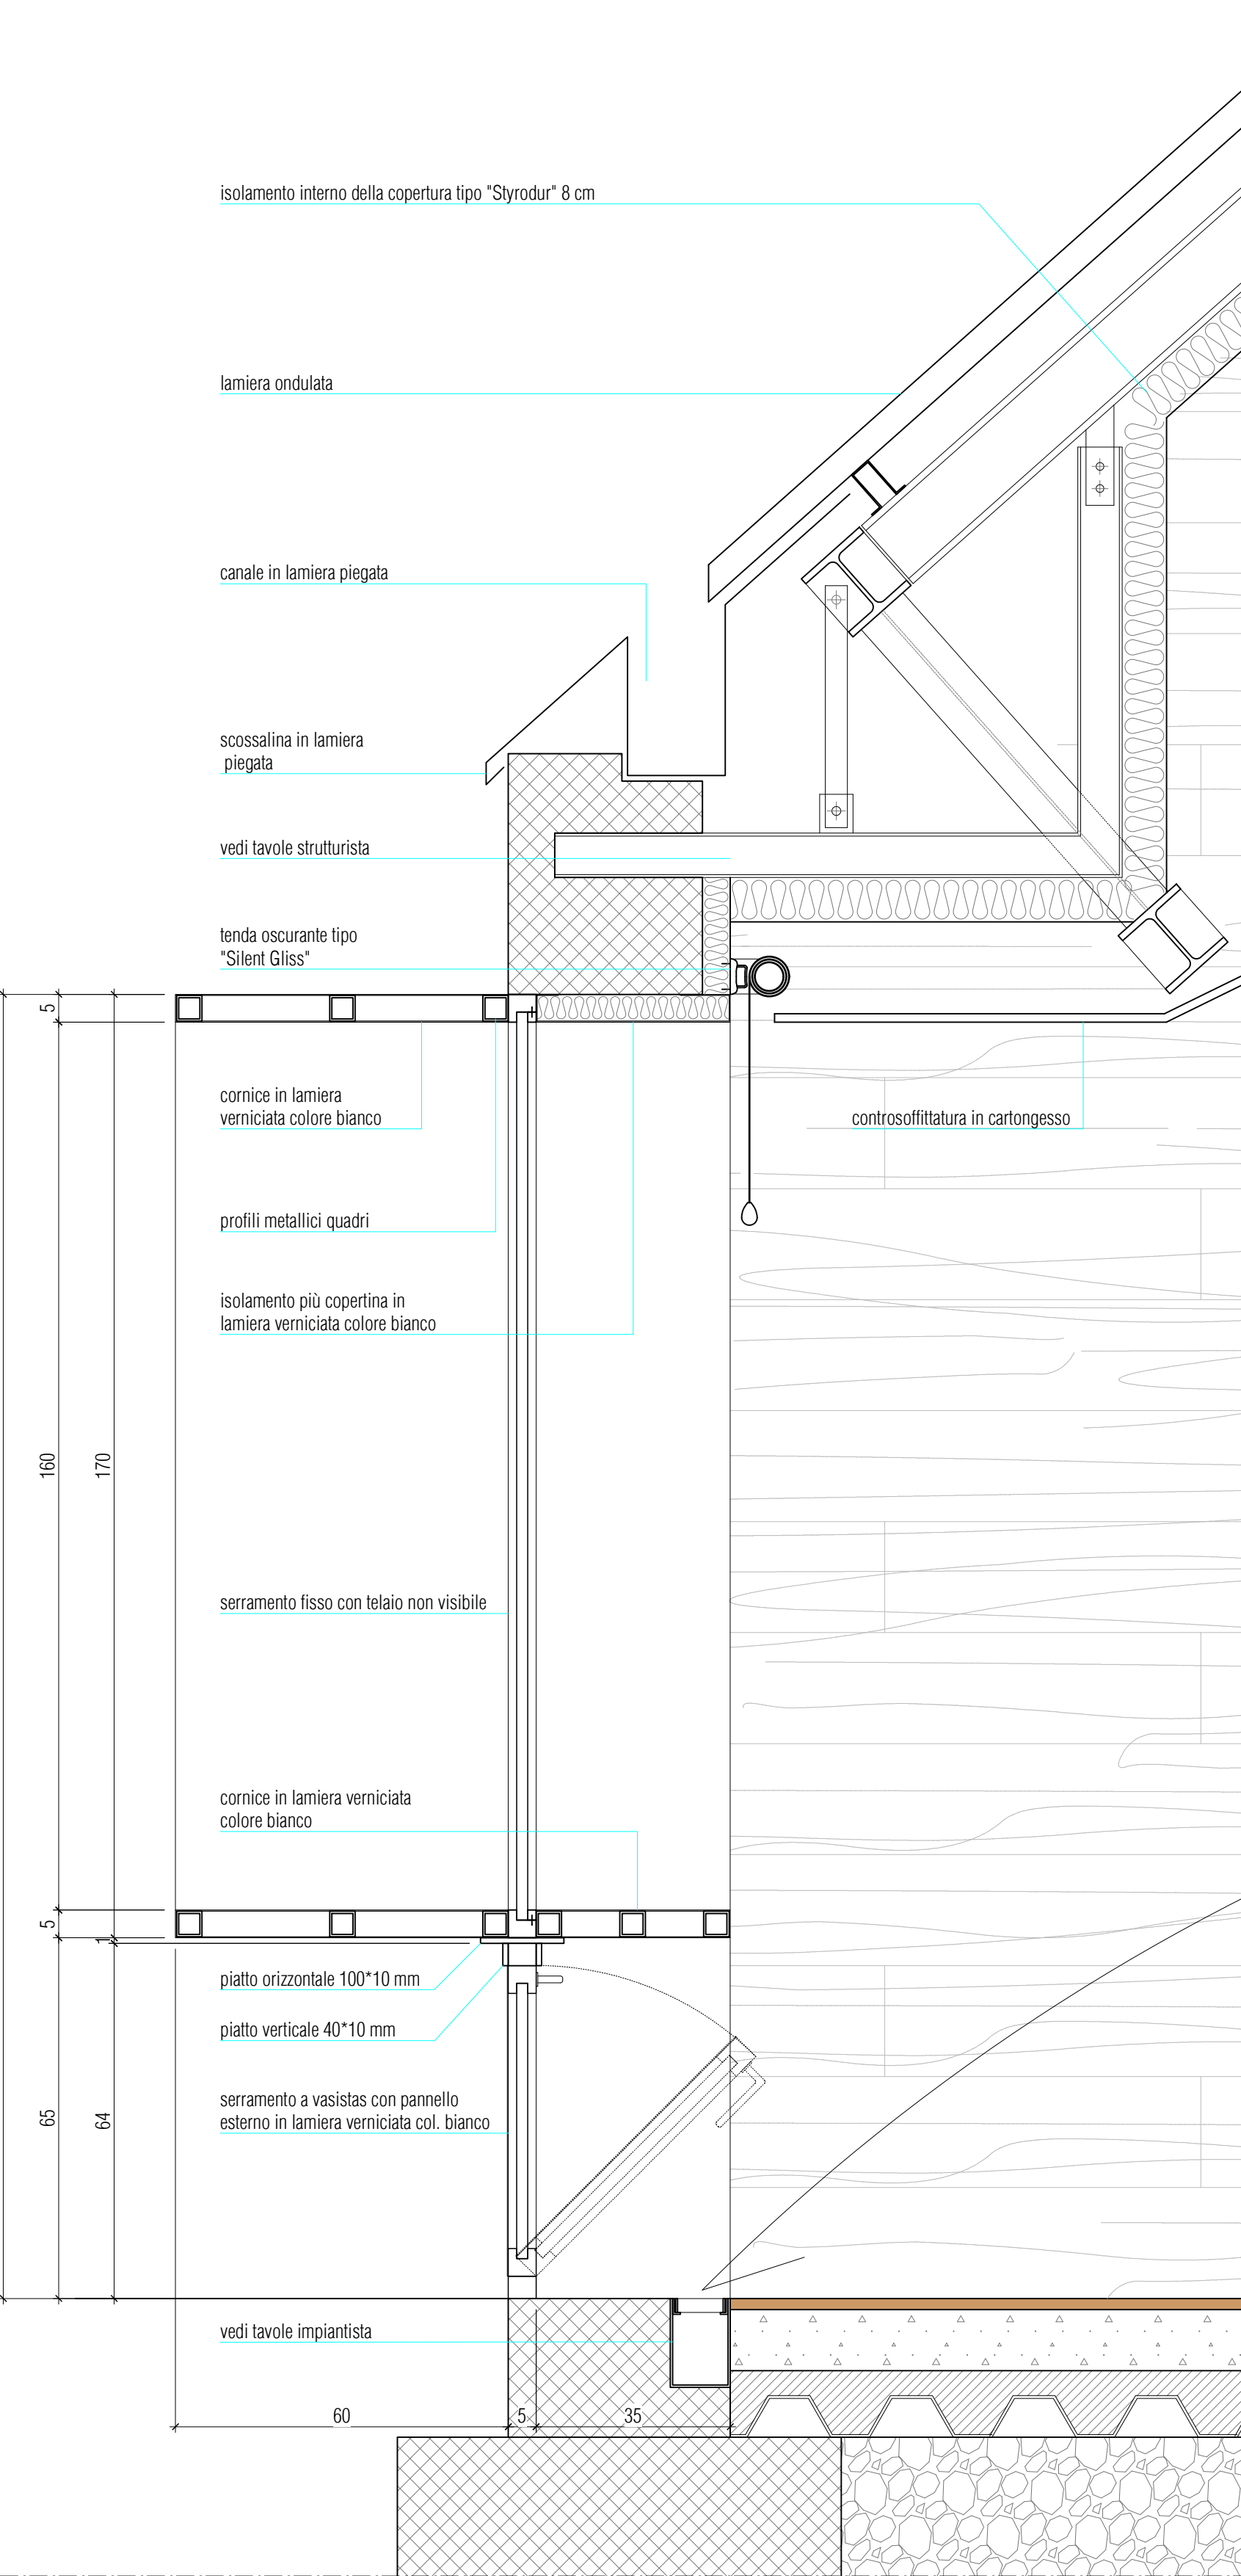 isolamento interno della copertura tipo "Styrodur" 8 cm
lamiera ondulata
canale in lamiera piegata
scossalina in lamiera
piegata
vedi tavole strutturista
tenda oscurante tipo
"Silent Gliss"
5
cornice in lamiera
verniciata colore bianco
controsoffittatura in cartongesso
profili metallici quadri
isolamento più copertina in
lamiera verniciata colore bianco
160
170
serramento fisso con telaio non visibile
cornice in lamiera verniciata
colore bianco
5
1
piatto orizzontale 100*10 mm
piatto verticale 40*10 mm
serramento a vasistas con pannello
esterno in lamiera verniciata col. bianco
65
64
vedi tavole impiantista
60
5
35